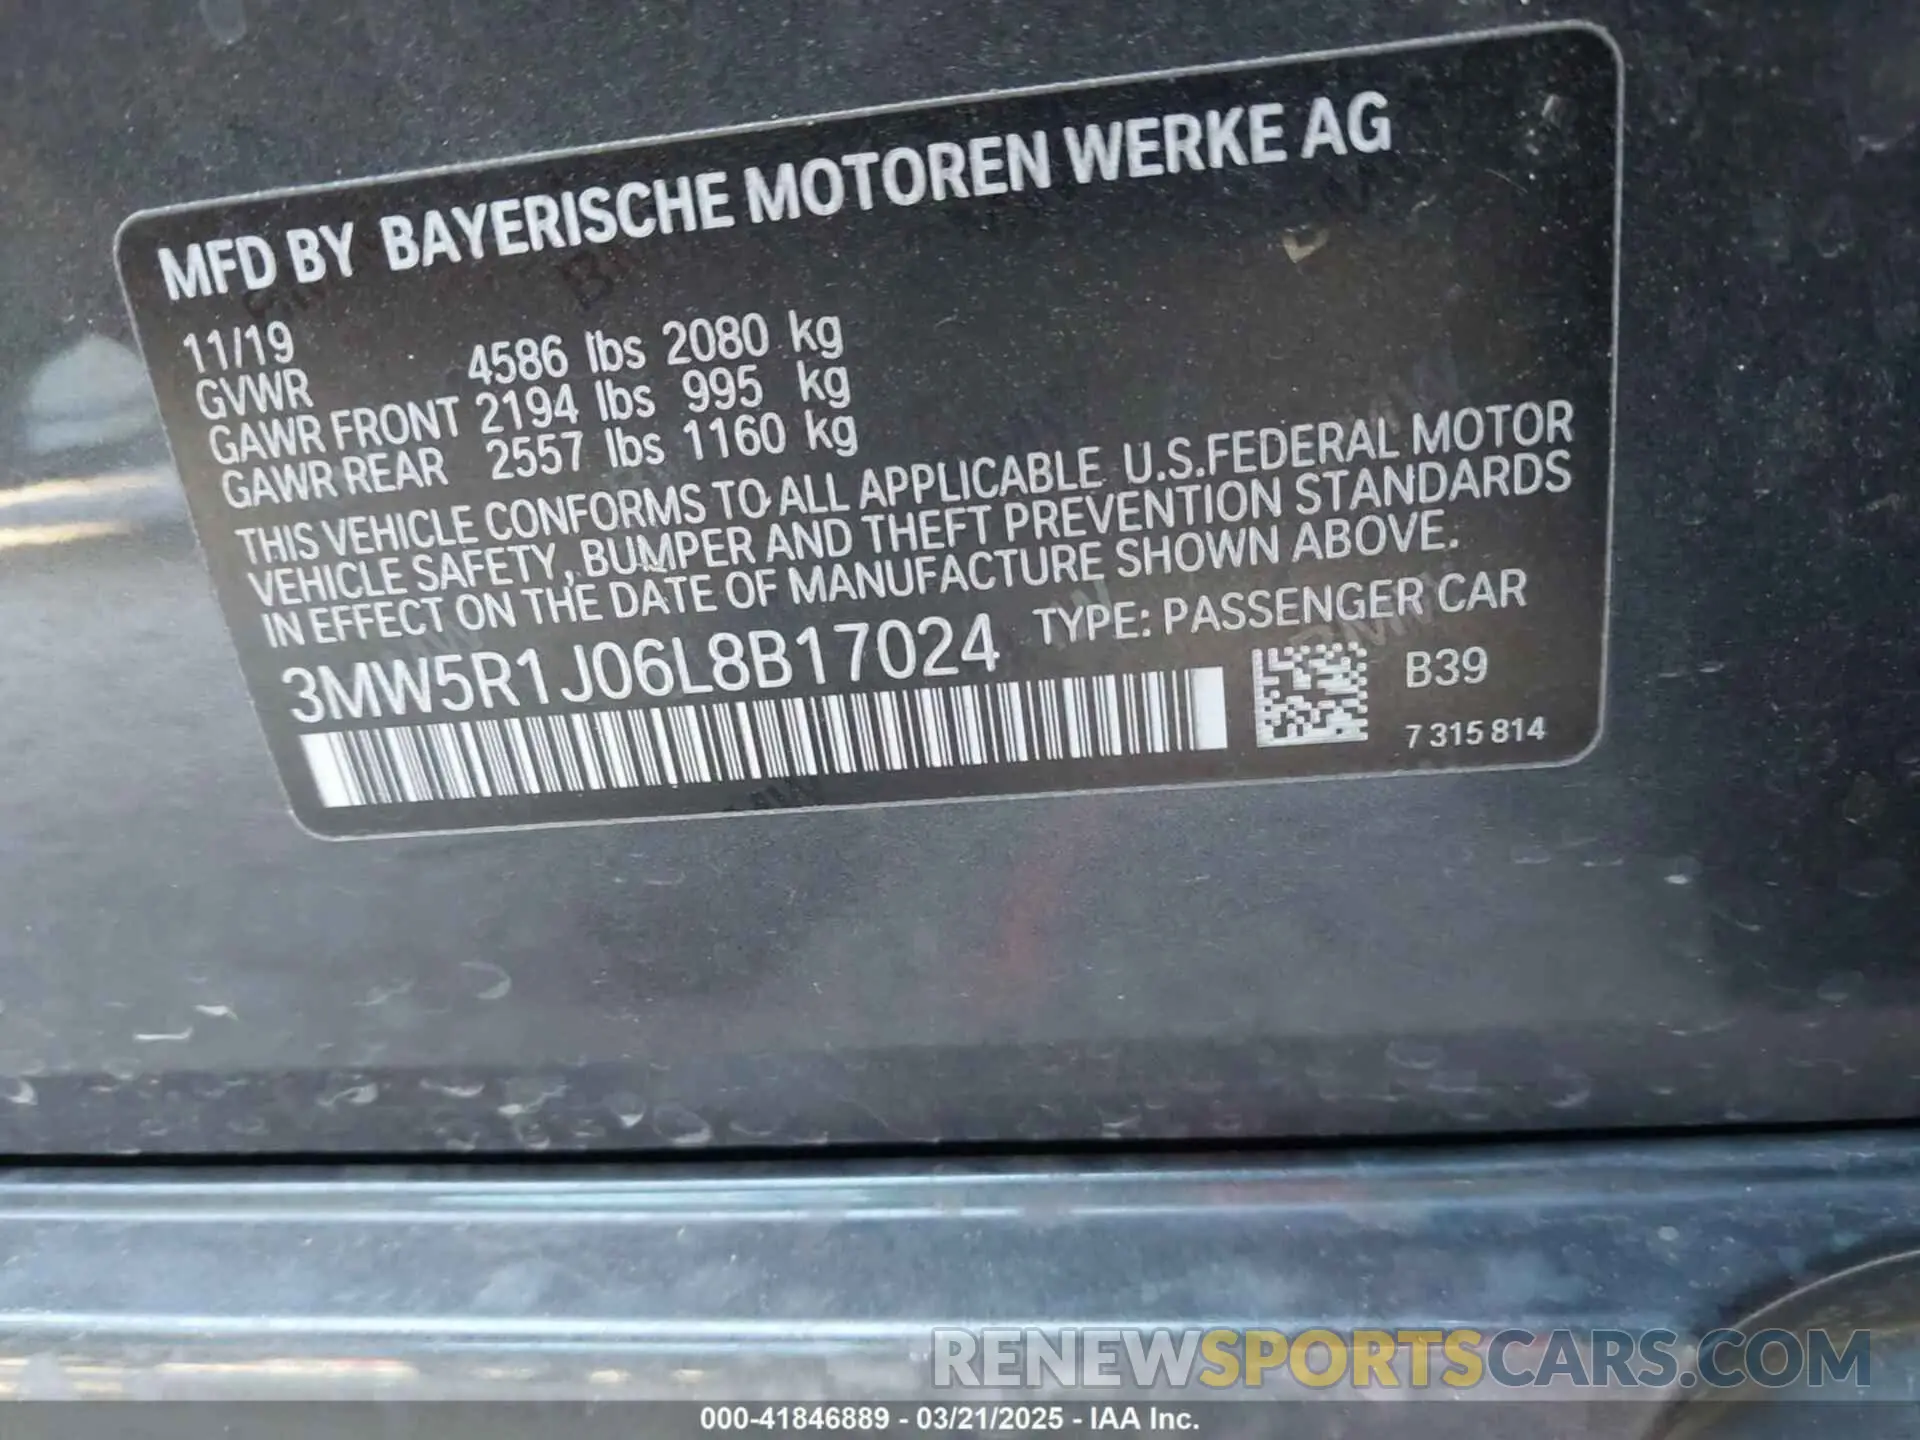 MFD BY BAYERISCHE MOTOREN WERKE AG
11/19
GVWR 4586 lbs 2080 kg
GAWR FRONT 2194 lbs 995 kg
GAWR REAR 2557 lbs 1160 kg
THIS VEHICLE CONFORMS TO ALL APPLICABLE U.S.FEDERAL MOTOR
VEHICLE SAFETY, BUMPER AND THEFT PREVENTION STANDARDS
IN EFFECT ON THE DATE OF MANUFACTURE SHOWN ABOVE.
3MW5R1J06L8B17024 TYPE: PASSENGER CAR
B39
7 315 814
RENEWSPORTSCARS.COM
000-41846889 - 03/21/2025 - IAA Inc.